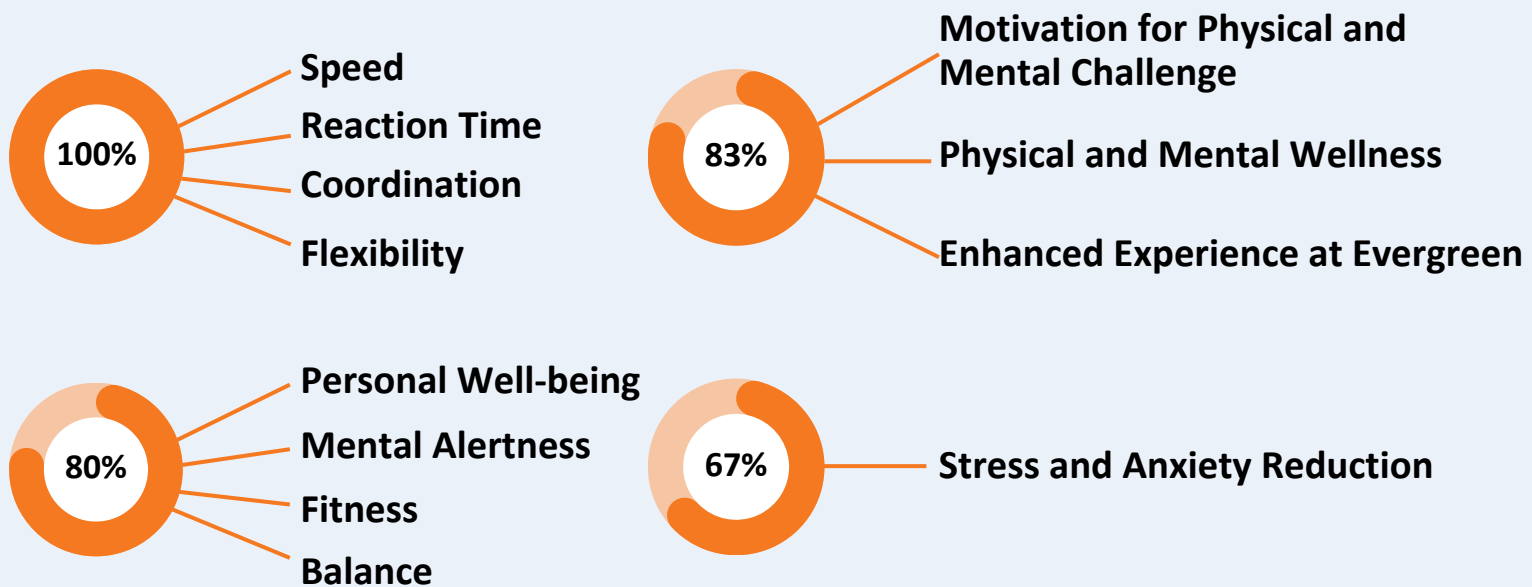 100%
Speed
Reaction Time
Coordination
Flexibility
83%
Motivation for Physical and
Mental Challenge
Physical and Mental Wellness
Enhanced Experience at Evergreen
80%
Personal Well-being
Mental Alertness
Fitness
Balance
67%
Stress and Anxiety Reduction